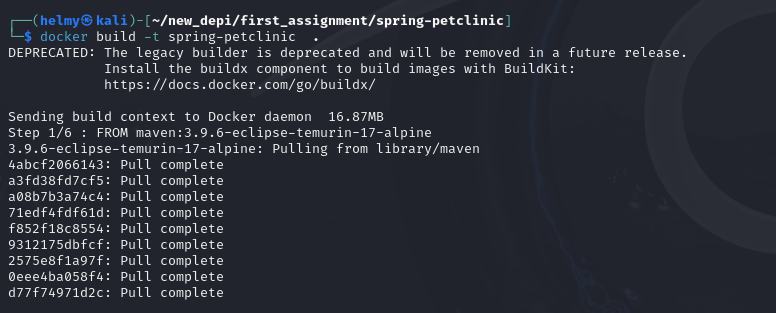 ┌──(helmy㉿kali)-[~/new_depi/first_assignment/spring-petclinic]
└─$ docker build -t spring-petclinic  .
DEPRECATED: The legacy builder is deprecated and will be removed in a future release.
            Install the buildx component to build images with BuildKit:
            https://docs.docker.com/go/buildx/

Sending build context to Docker daemon  16.87MB
Step 1/6 : FROM maven:3.9.6-eclipse-temurin-17-alpine
3.9.6-eclipse-temurin-17-alpine: Pulling from library/maven
4abcf2066143: Pull complete
a3fd38fd7cf5: Pull complete
a08b7b3a74c4: Pull complete
71edf4fdf61d: Pull complete
f852f18c8554: Pull complete
9312175dbfcf: Pull complete
2575e8f1a97f: Pull complete
0eee4ba058f4: Pull complete
d77f74971d2c: Pull complete